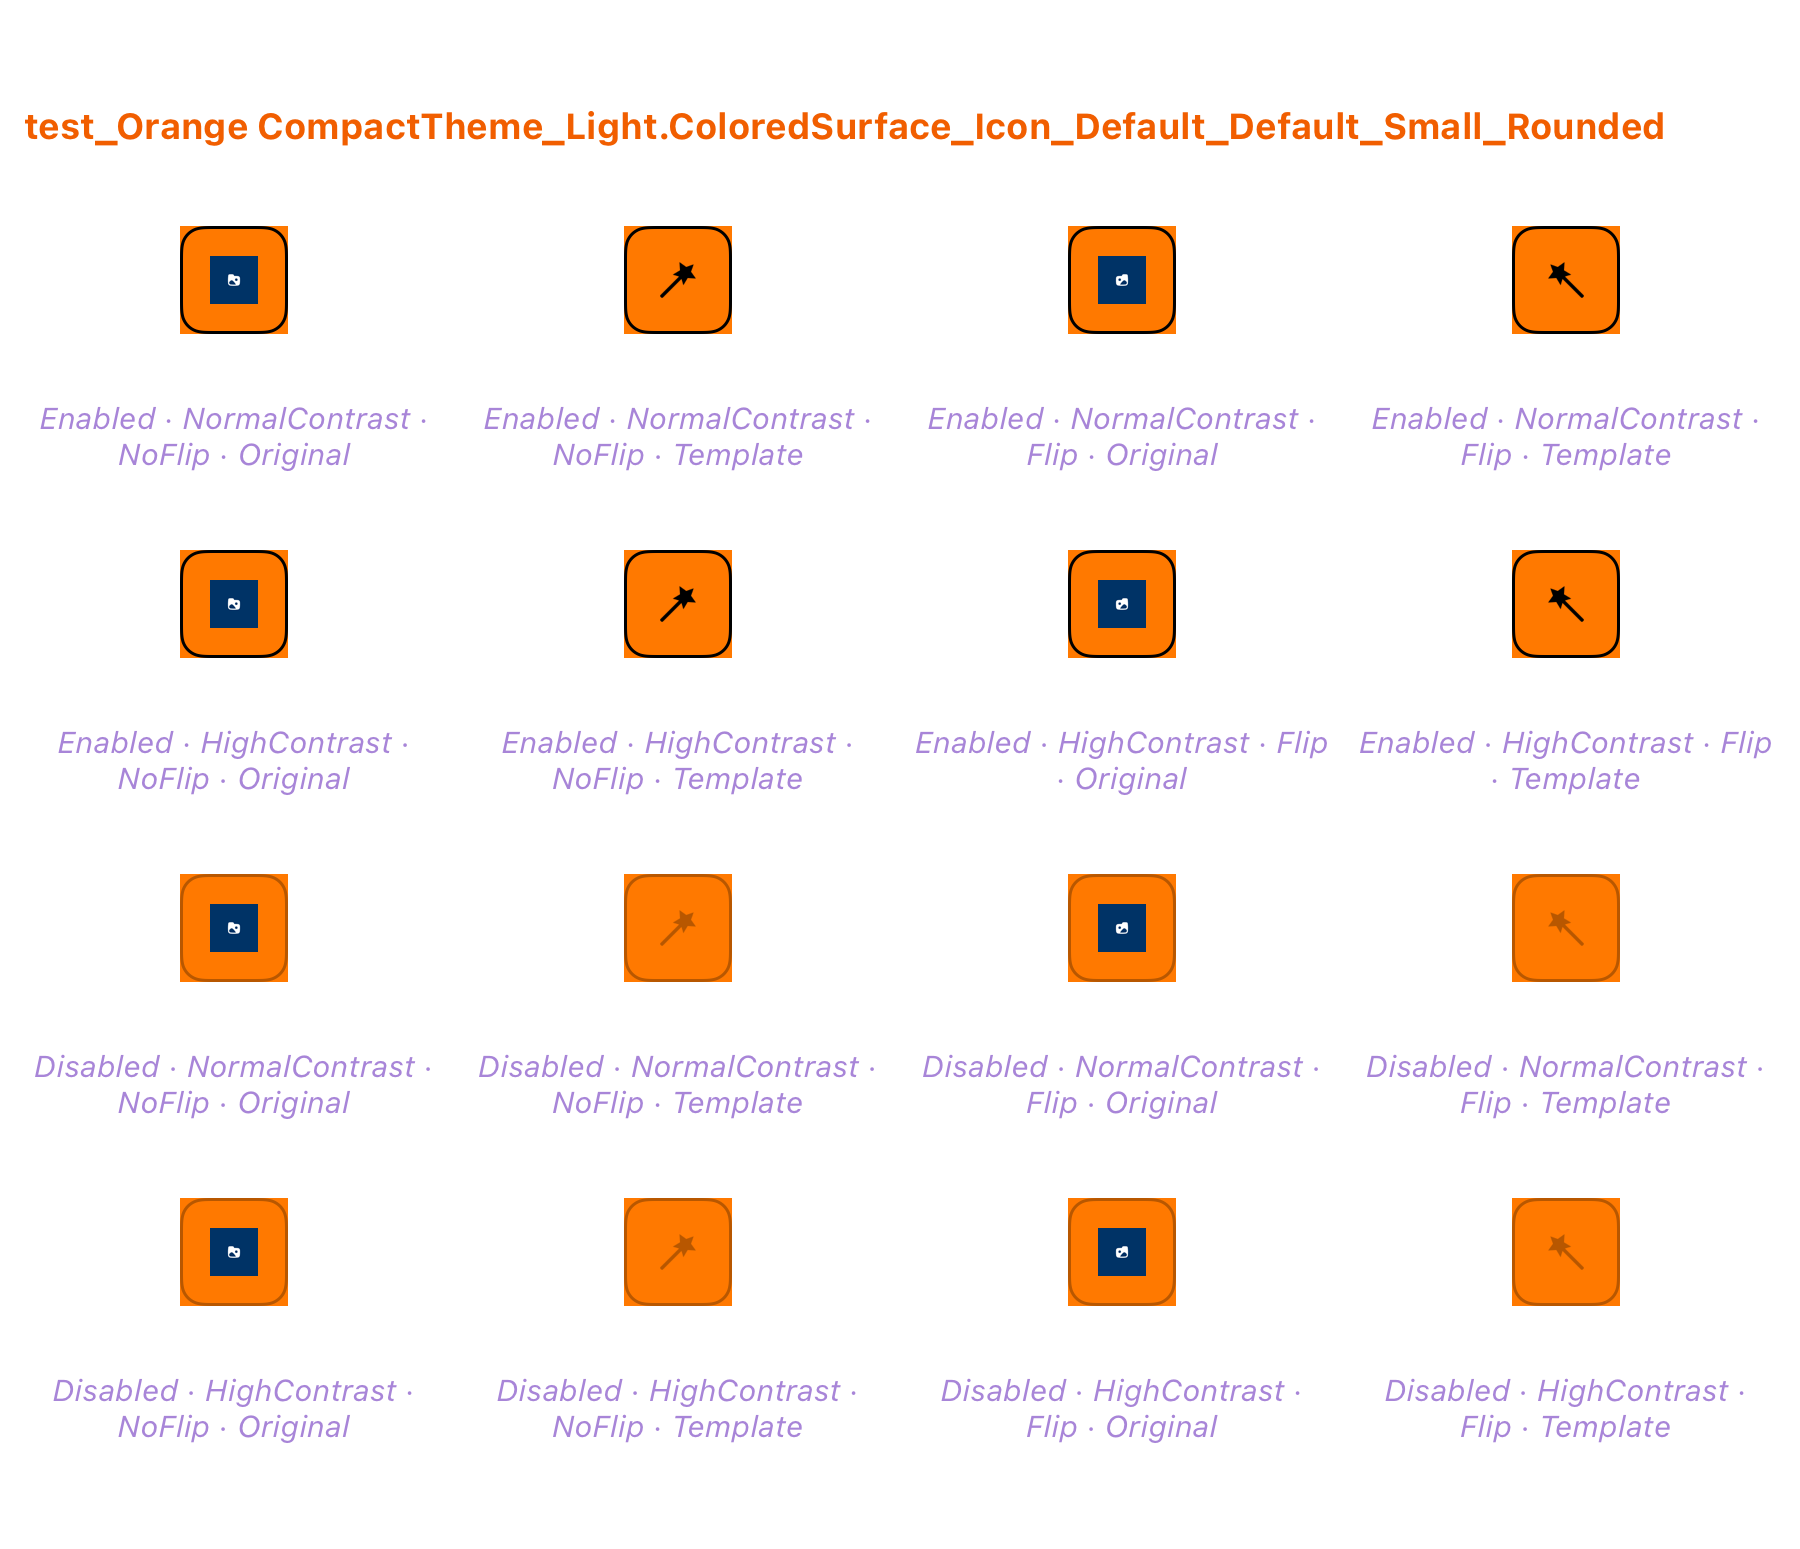 test_Orange CompactTheme_Light.ColoredSurface_Icon_Default_Default_Small_Rounded
Enabled · NormalContrast ·
NoFlip · Original
Enabled · NormalContrast ·
NoFlip · Template
Enabled · NormalContrast ·
Flip · Original
Enabled · NormalContrast ·
Flip · Template
Enabled · HighContrast ·
NoFlip · Original
Enabled · HighContrast ·
NoFlip · Template
Enabled · HighContrast · Flip
· Original
Enabled · HighContrast · Flip
· Template
Disabled · NormalContrast ·
NoFlip · Original
Disabled · NormalContrast ·
NoFlip · Template
Disabled · NormalContrast ·
Flip · Original
Disabled · NormalContrast ·
Flip · Template
Disabled · HighContrast ·
NoFlip · Original
Disabled · HighContrast ·
NoFlip · Template
Disabled · HighContrast ·
Flip · Original
Disabled · HighContrast ·
Flip · Template